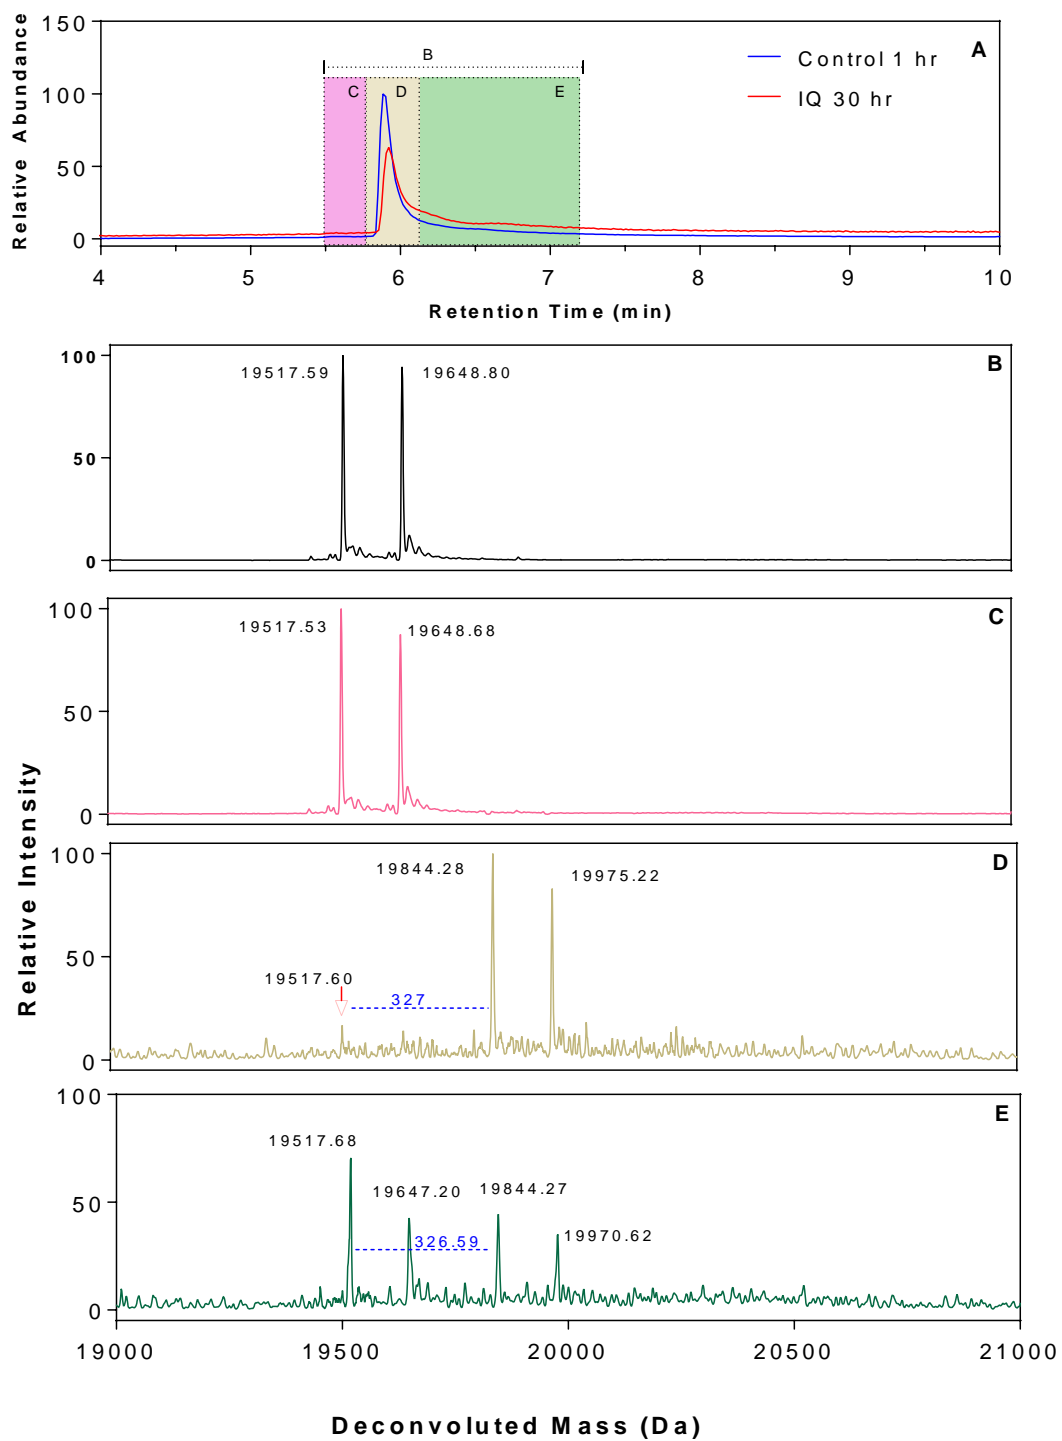 Relative Abundance
150
100
50
0
B
C
D
E
Control 1 hr
IQ 30 hr
A
4 5 6 7 8 9 10
Retention Time (min)
Relative Intensity
100
50
0
19517.59
19648.80
B
100
50
0
19517.53
19648.68
C
100
50
0
19844.28
19975.22
19517.60
327
D
100
50
0
19517.68
19647.20
19844.27
326.59
19970.62
E
19000 19500 20000 20500 21000
Deconvoluted Mass (Da)